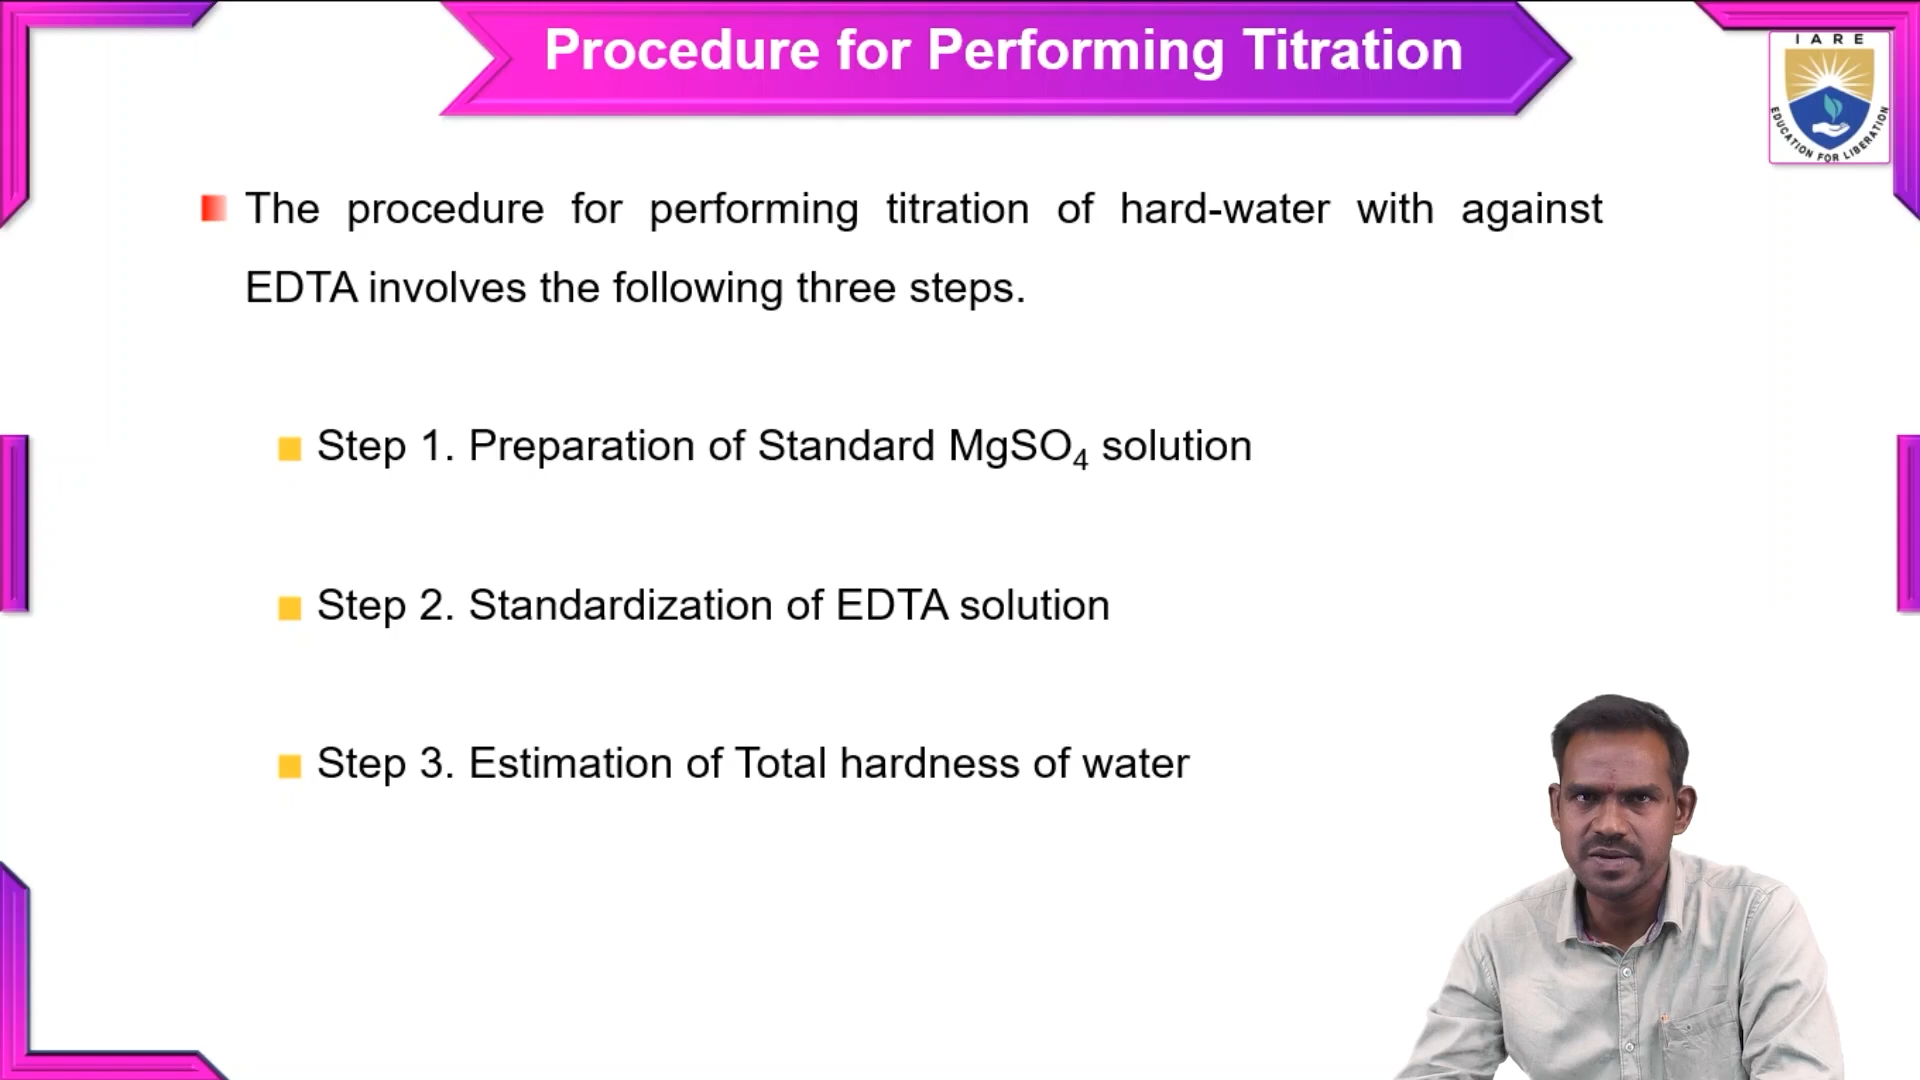 Procedure for Performing Titration
I A R E
EDUCATION FOR LIBERATION
The procedure for performing titration of hard-water with against
EDTA involves the following three steps.
Step 1. Preparation of Standard MgSO₄ solution
Step 2. Standardization of EDTA solution
Step 3. Estimation of Total hardness of water